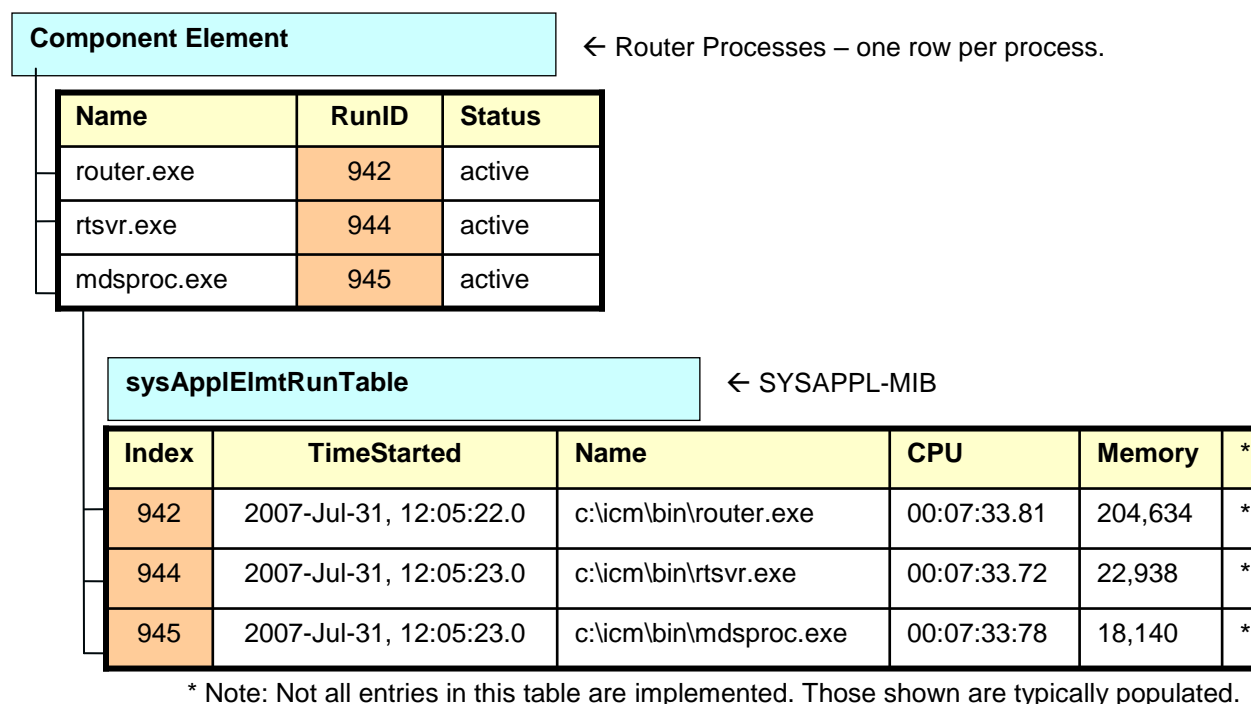 Component Element
← Router Processes – one row per process.
Name RunID Status
router.exe 942 active
rtsvr.exe 944 active
mdsproc.exe 945 active
sysApplElmtRunTable
← SYSAPPL-MIB
Index TimeStarted Name CPU Memory *
942 2007-Jul-31, 12:05:22.0 c:\icm\bin\router.exe 00:07:33.81 204,634 *
944 2007-Jul-31, 12:05:23.0 c:\icm\bin\rtsvr.exe 00:07:33.72 22,938 *
945 2007-Jul-31, 12:05:23.0 c:\icm\bin\mdsproc.exe 00:07:33:78 18,140 *
* Note: Not all entries in this table are implemented. Those shown are typically populated.